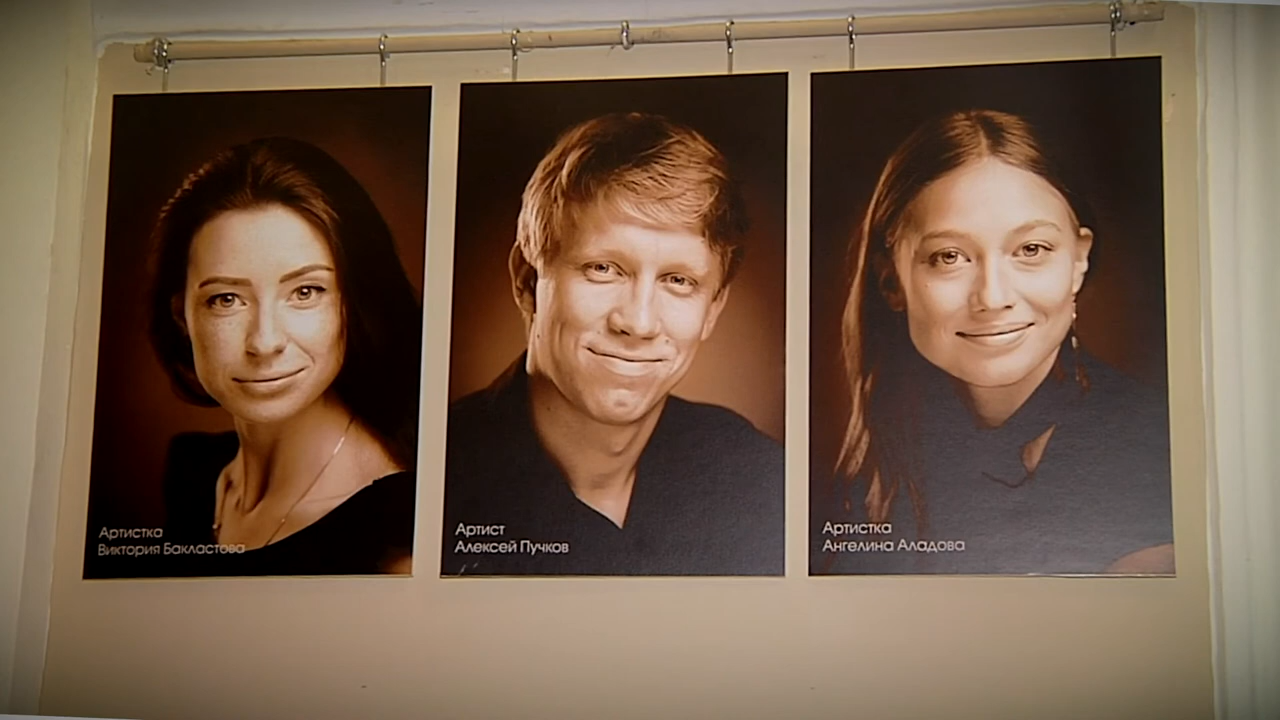 Артистка
Виктория Бакластова
Артист
Алексей Пучков
Артистка
Ангелина Аладова